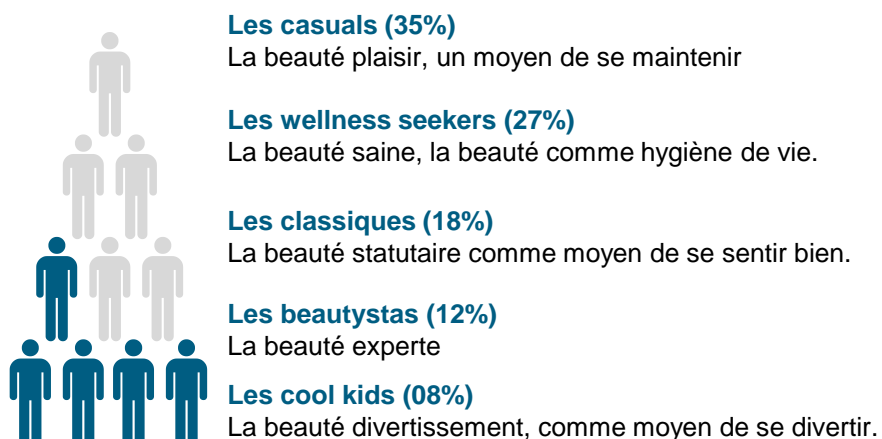 Les casuals (35%)
La beauté plaisir, un moyen de se maintenir
Les wellness seekers (27%)
La beauté saine, la beauté comme hygiène de vie.
Les classiques (18%)
La beauté statutaire comme moyen de se sentir bien.
Les beautystas (12%)
La beauté experte
Les cool kids (08%)
La beauté divertissement, comme moyen de se divertir.